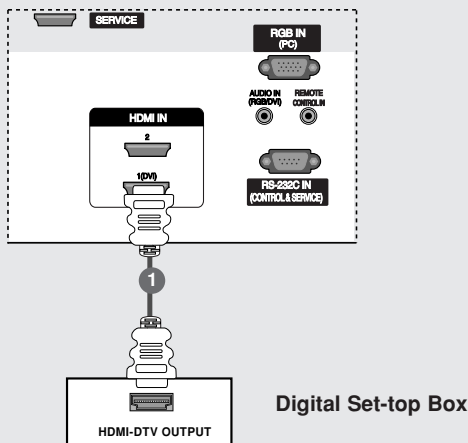 SERVICE
RGB IN
(PC)
AUDIO IN
(RGB/DVI)
REMOTE
CONTROL IN
HDMI IN
2
1(DVI)
RS-232C IN
(CONTROL & SERVICE)
1
Digital Set-top Box
HDMI-DTV OUTPUT